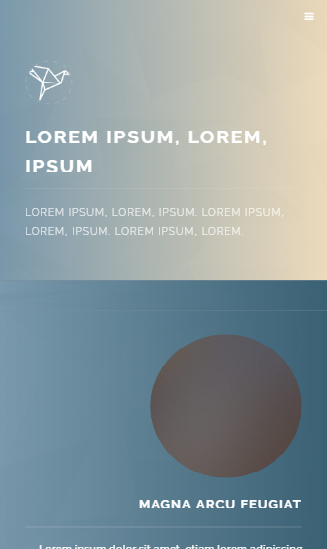 LOREM IPSUM, LOREM,
IPSUM
LOREM IPSUM, LOREM, IPSUM. LOREM IPSUM,
LOREM, IPSUM. LOREM IPSUM, LOREM.
MAGNA ARCU FEUGIAT
Lorem ipsum dolor sit amet, etiam lorem adipiscing